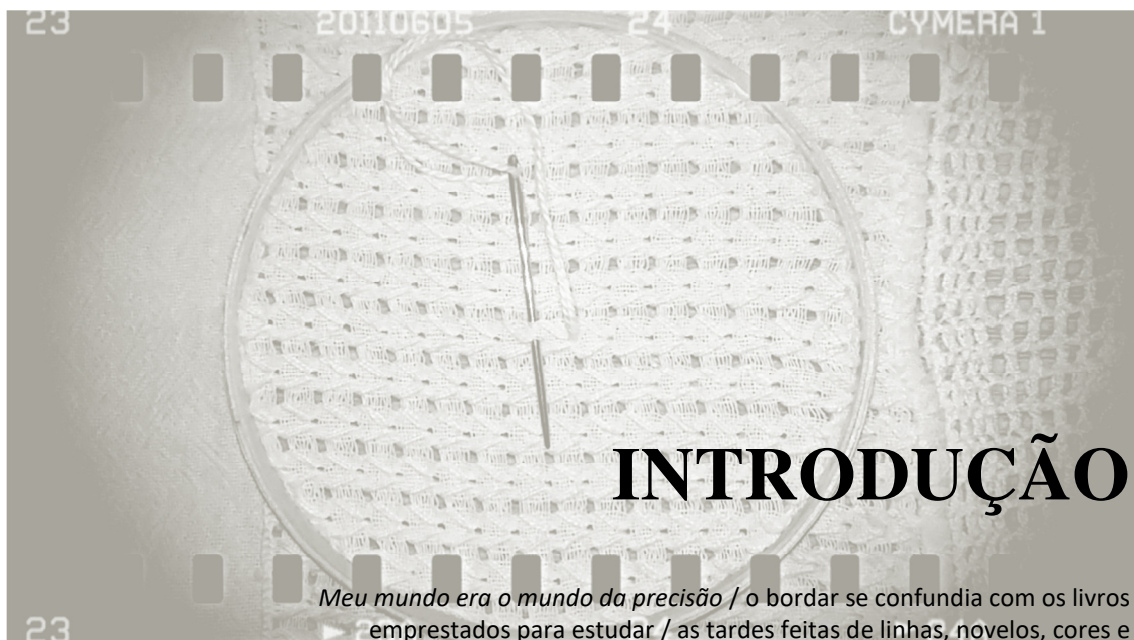 23 20110605 24 CYMERA 1
INTRODUÇÃO
Meu mundo era o mundo da precisão / o bordar se confundia com os livros
emprestados para estudar / as tardes feitas de linhas, novelos, cores e
23